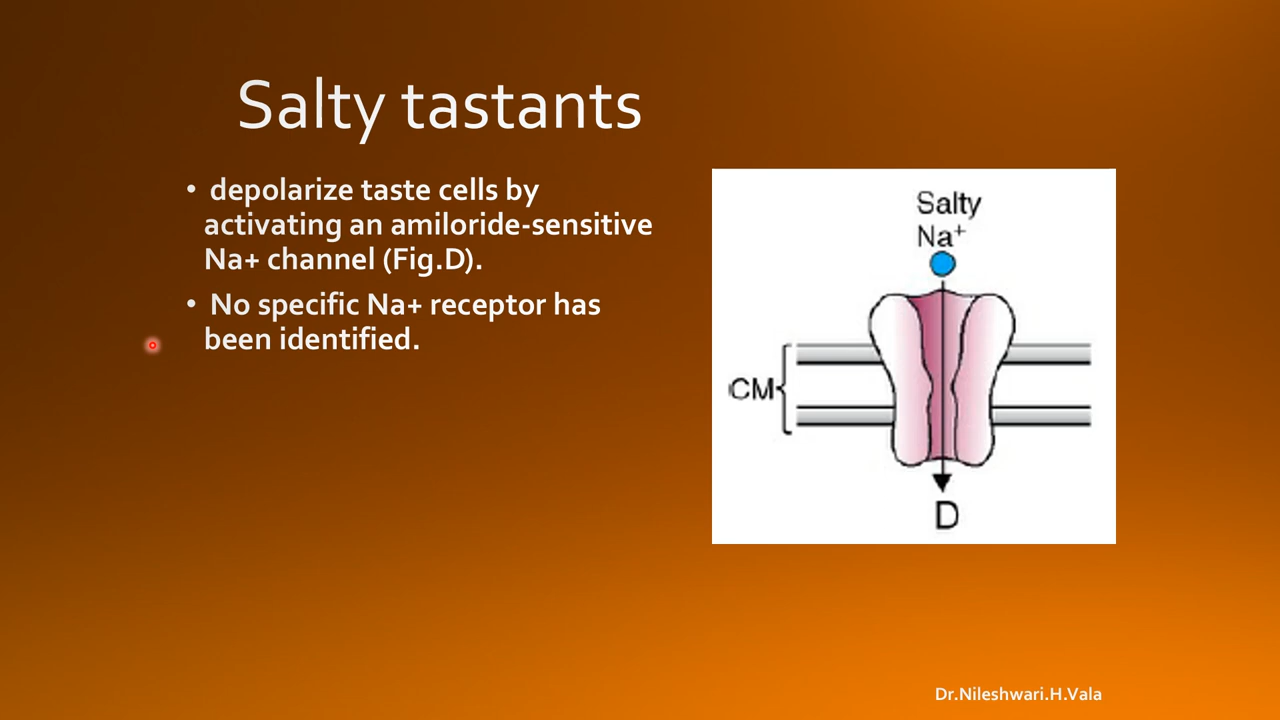 Salty tastants
• depolarize taste cells by
activating an amiloride-sensitive
Na+ channel (Fig.D).
• No specific Na+ receptor has
been identified.
Salty
Na⁺
CM
D
Dr.Nileshwari.H.Vala